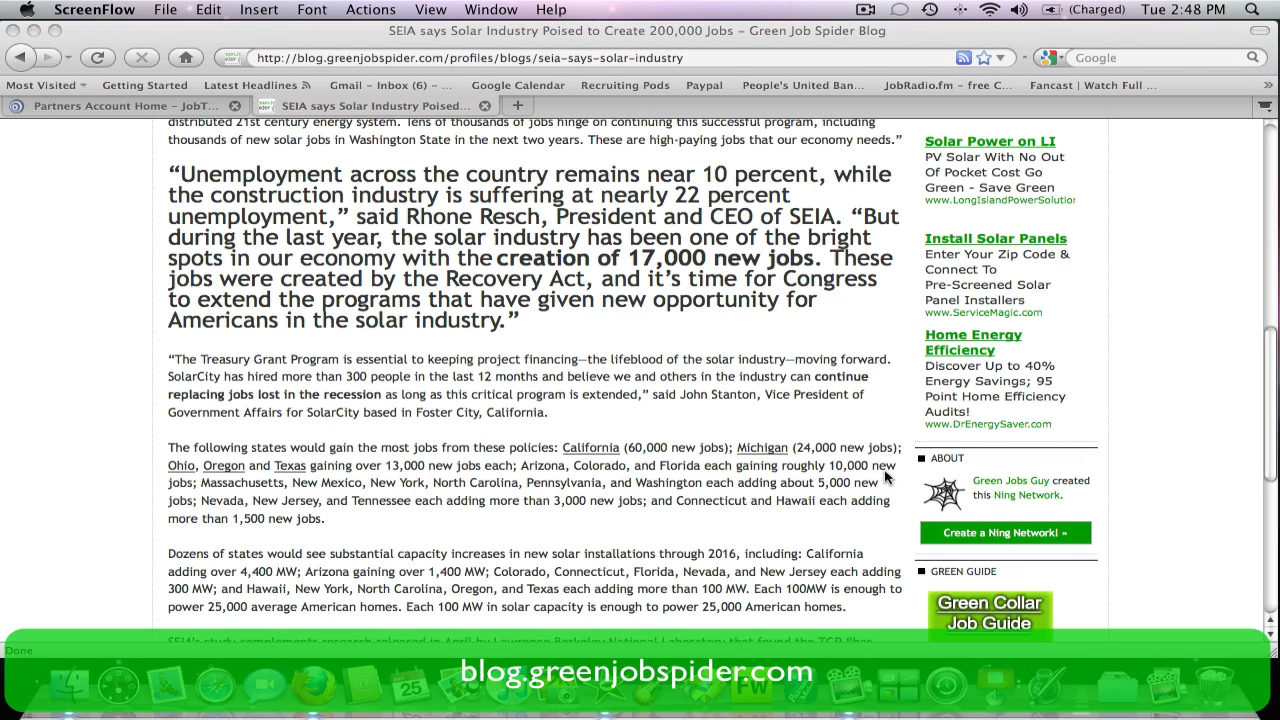 ScreenFlow File Edit Insert Font Actions View Window Help (Charged) Tue 2:48 PM
SEIA says Solar Industry Poised to Create 200,000 Jobs – Green Job Spider Blog
http://blog.greenjobspider.com/profiles/blogs/seia-says-solar-industry
Google
Most Visited Getting Started Latest Headlines Gmail – Inbox (6) – ... Google Calendar Recruiting Pods Paypal People's United Ban... JobRadio.fm – free C... Fancast | Watch Full ...
Partners Account Home – JobT... SEIA says Solar Industry Poised...
distributed 21st century energy system. Tens of thousands of jobs hinge on continuing this successful program, including
thousands of new solar jobs in Washington State in the next two years. These are high-paying jobs that our economy needs.”
“Unemployment across the country remains near 10 percent, while
the construction industry is suffering at nearly 22 percent
unemployment,” said Rhone Resch, President and CEO of SEIA. “But
during the last year, the solar industry has been one of the bright
spots in our economy with the creation of 17,000 new jobs. These
jobs were created by the Recovery Act, and it’s time for Congress
to extend the programs that have given new opportunity for
Americans in the solar industry.”
“The Treasury Grant Program is essential to keeping project financing—the lifeblood of the solar industry—moving forward.
SolarCity has hired more than 300 people in the last 12 months and believe we and others in the industry can continue
replacing jobs lost in the recession as long as this critical program is extended,” said John Stanton, Vice President of
Government Affairs for SolarCity based in Foster City, California.
The following states would gain the most jobs from these policies: California (60,000 new jobs); Michigan (24,000 new jobs);
Ohio, Oregon and Texas gaining over 13,000 new jobs each; Arizona, Colorado, and Florida each gaining roughly 10,000 new
jobs; Massachusetts, New Mexico, New York, North Carolina, Pennsylvania, and Washington each adding about 5,000 new
jobs; Nevada, New Jersey, and Tennessee each adding more than 3,000 new jobs; and Connecticut and Hawaii each adding
more than 1,500 new jobs.
Dozens of states would see substantial capacity increases in new solar installations through 2016, including: California
adding over 4,400 MW; Arizona gaining over 1,400 MW; Colorado, Connecticut, Florida, Nevada, and New Jersey each adding
300 MW; and Hawaii, New York, North Carolina, Oregon, and Texas each adding more than 100 MW. Each 100MW is enough to
power 25,000 average American homes. Each 100 MW in solar capacity is enough to power 25,000 American homes.
SEIA's study complements research released in April by Lawrence Berkeley National Laboratory that found the TGP “has
Solar Power on LI
PV Solar With No Out
Of Pocket Cost Go
Green - Save Green
www.LongIslandPowerSolution
Install Solar Panels
Enter Your Zip Code &
Connect To
Pre-Screened Solar
Panel Installers
www.ServiceMagic.com
Home Energy
Efficiency
Discover Up to 40%
Energy Savings; 95
Point Home Efficiency
Audits!
www.DrEnergySaver.com
ABOUT
Green Jobs Guy created
this Ning Network.
Create a Ning Network! »
GREEN GUIDE
Green Collar
Job Guide
Done
blog.greenjobspider.com
25
FW